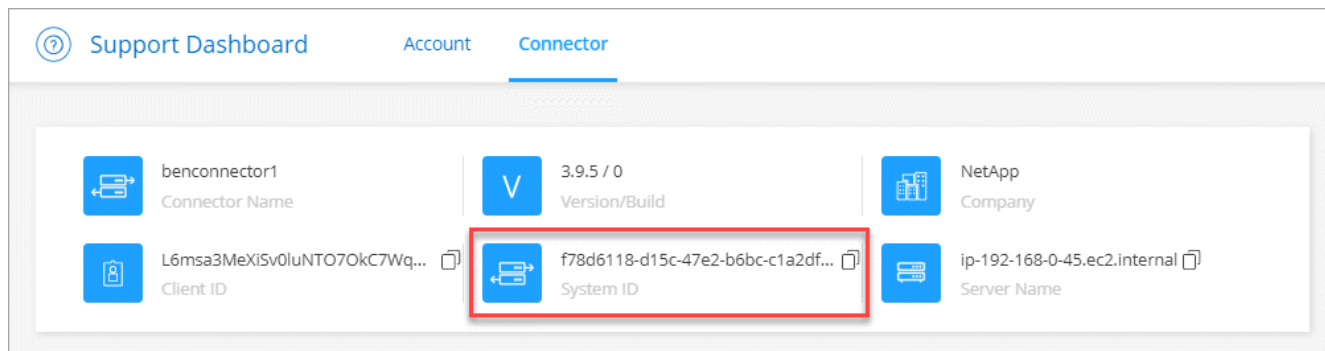 Support Dashboard Account Connector
benconnector1
Connector Name
V
3.9.5 / 0
Version/Build
NetApp
Company
L6msa3MeXiSv0luNTO7OkC7Wq...
Client ID
f78d6118-d15c-47e2-b6bc-c1a2df...
System ID
ip-192-168-0-45.ec2.internal
Server Name